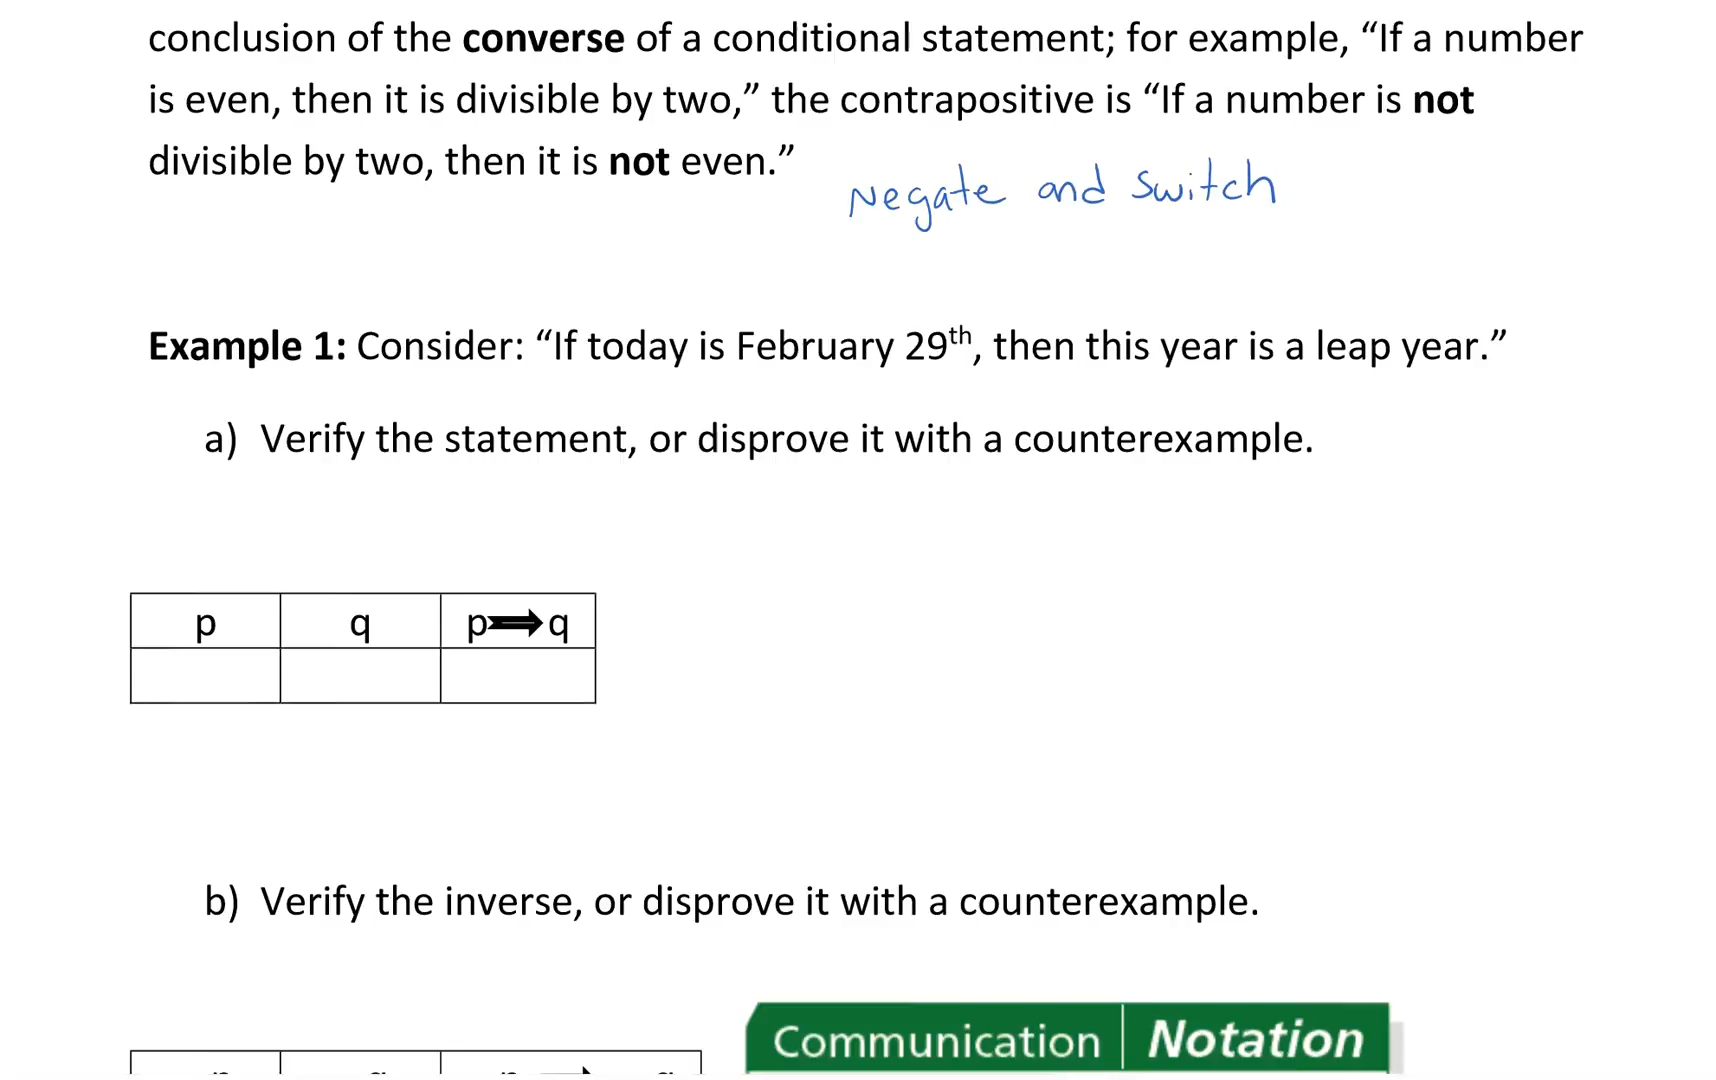 conclusion of the converse of a conditional statement; for example, “If a number
is even, then it is divisible by two,” the contrapositive is “If a number is not
divisible by two, then it is not even.”
Negate and switch
Example 1: Consider: “If today is February 29th, then this year is a leap year.”
a) Verify the statement, or disprove it with a counterexample.
p q p⇒q
b) Verify the inverse, or disprove it with a counterexample.
Communication Notation